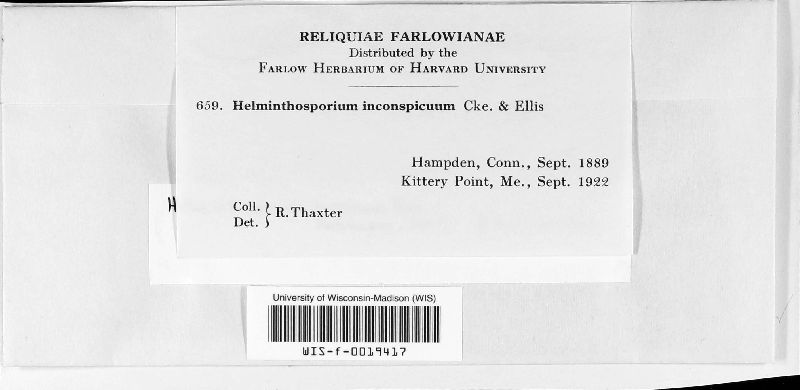 RELIQUIAE FARLOWIANAE
Distributed by the
FARLOW HERBARIUM OF HARVARD UNIVERSITY
659. Helminthosporium inconspicuum Cke. & Ellis
Hampden, Conn., Sept. 1889
Kittery Point, Me., Sept. 1922
H
Coll. } R. Thaxter
Det.
University of Wisconsin-Madison (WIS)
WIS-f-0019417